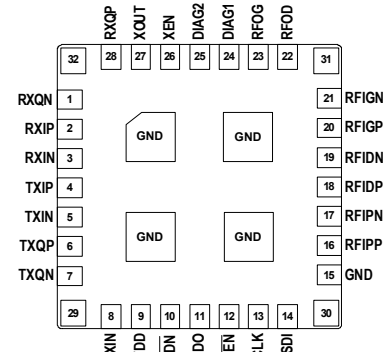 RXQP XOUT XEN DIAG2 DIAG1 RFOG RFOD
32 28 27 26 25 24 23 22 31
RXQN 1 21 RFIGN
RXIP 2 20 RFIGP
GND GND
RXIN 3 19 RFIDN
TXIP 4 18 RFIDP
TXIN 5 17 RFIPN
GND GND
TXQP 6 16 RFIPP
TXQN 7 15 GND
29 8 9 10 11 12 13 14 30
XIN SDI